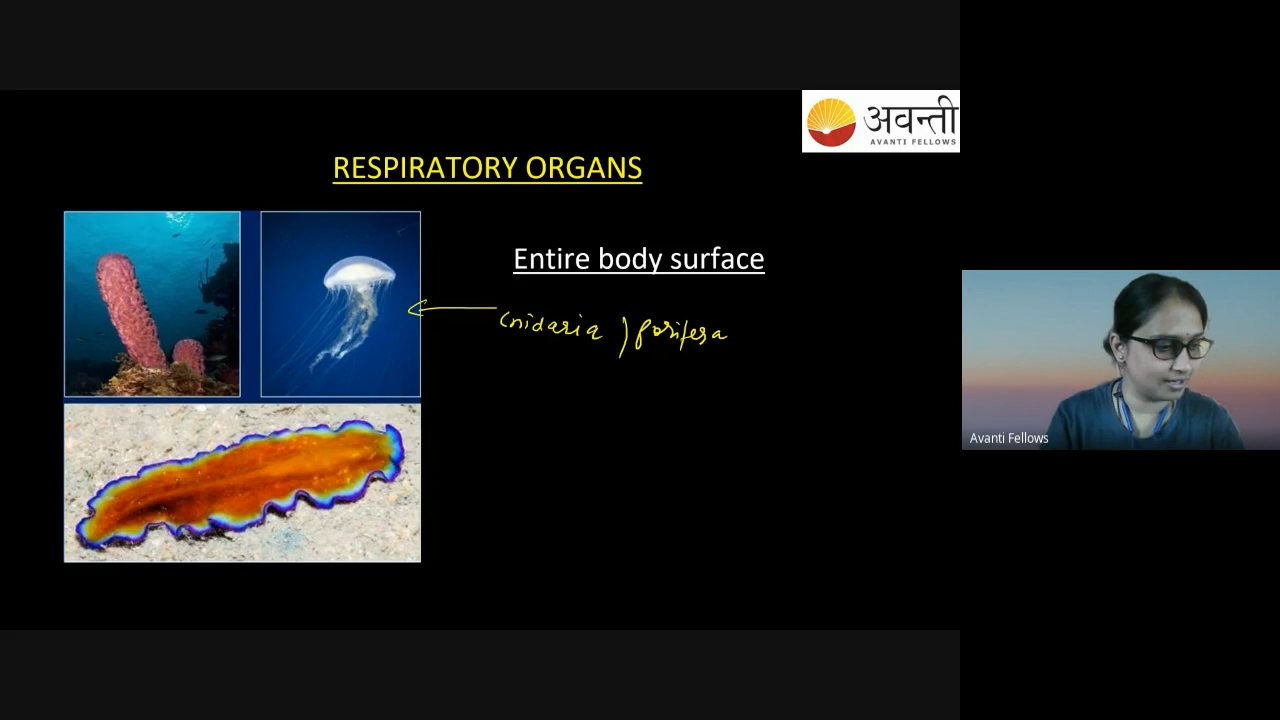 अवन्ती
AVANTI FELLOWS
RESPIRATORY ORGANS
Entire body surface
Cnidaria / porifera
Avanti Fellows